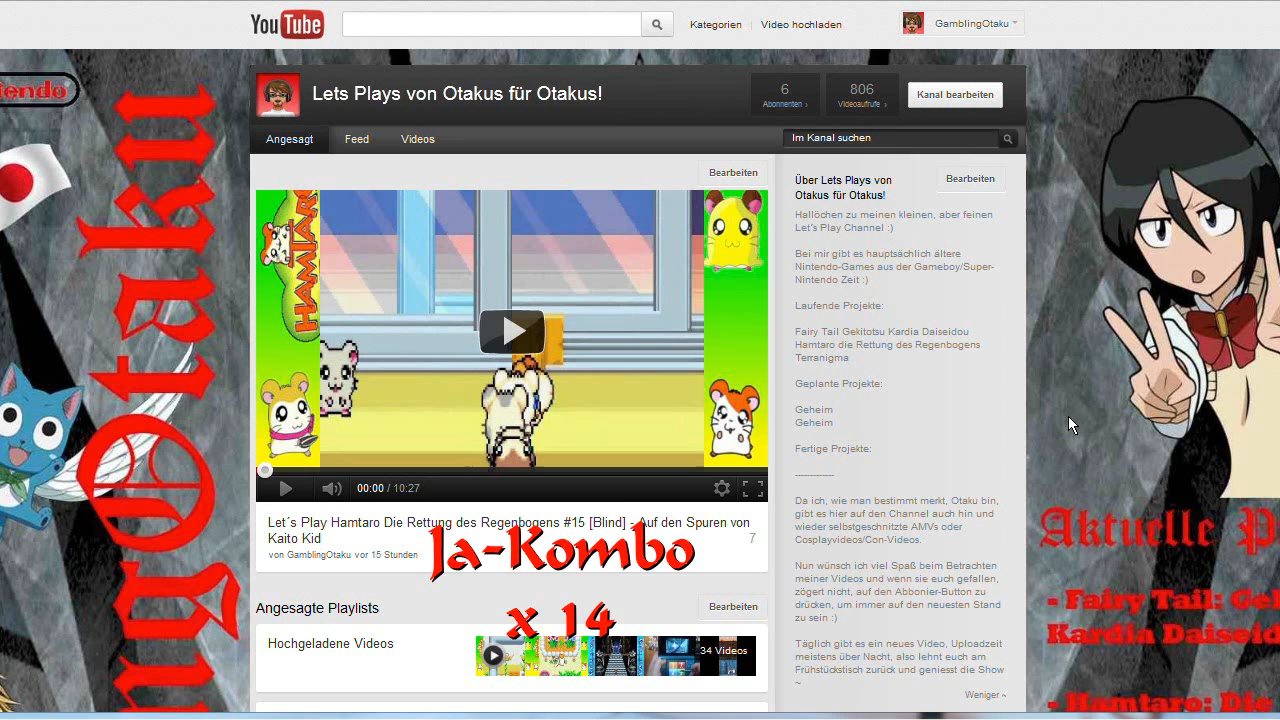 YouTube
Kategorien
Video hochladen
GamblingOtaku
Lets Plays von Otakus für Otakus!
6
Abonnenten ›
806
Videoaufrufe ›
Kanal bearbeiten
Angesagt
Feed
Videos
Im Kanal suchen
Bearbeiten
HAMTARO
00:00 / 10:27
Let´s Play Hamtaro Die Rettung des Regenbogens #15 [Blind] - Auf den Spuren von
Kaito Kid
7
von GamblingOtaku vor 15 Stunden
Ja-Kombo
x 14
Angesagte Playlists
Bearbeiten
Hochgeladene Videos
34 Videos
Über Lets Plays von
Otakus für Otakus!
Bearbeiten
Hallöchen zu meinen kleinen, aber feinen
Let's Play Channel :)
Bei mir gibt es hauptsächlich ältere
Nintendo-Games aus der Gameboy/Super-
Nintendo Zeit :)
Laufende Projekte:
Fairy Tail Gekitotsu Kardia Daiseidou
Hamtaro die Rettung des Regenbogens
Terranigma
Geplante Projekte:
Geheim
Geheim
Fertige Projekte:
-------------
Da ich, wie man bestimmt merkt, Otaku bin,
gibt es hier auf den Channel auch hin und
wieder selbstgeschnitzte AMVs oder
Cosplayvideos/Con-Videos.
Nun wünsch ich viel Spaß beim Betrachten
meiner Videos und wenn sie euch gefallen,
zögert nicht, auf den Abbonier-Button zu
drücken, um immer auf den neuesten Stand
zu sein :)
Täglich gibt es ein neues Video, Uploadzeit
meistens über Nacht, also lehnt euch am
Frühstückstisch zurück und geniesst die Show
~
Weniger
endo
gOtaku
Aktuelle P
- Fairy Tail: Gel
Kardia Daiseid
- Hamtaro: Die